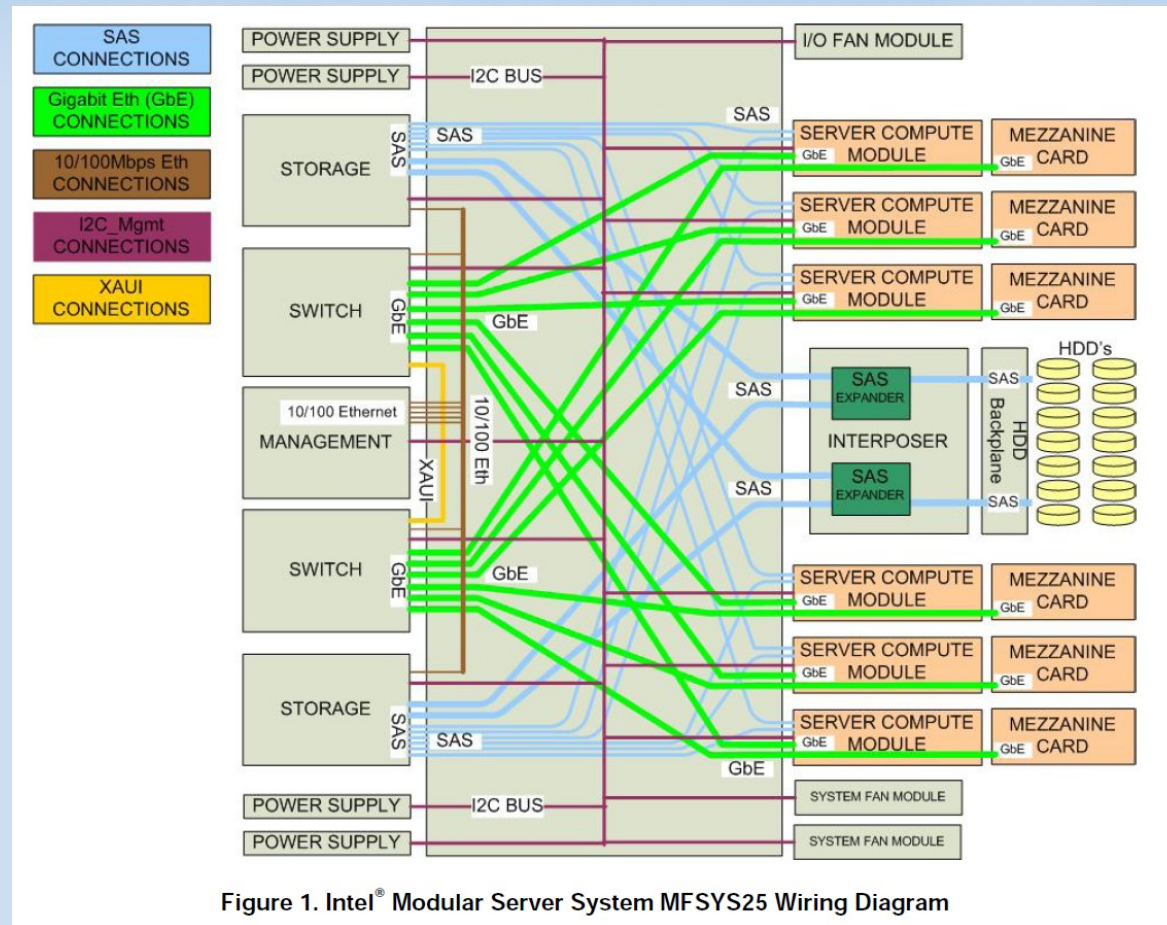 SAS
CONNECTIONS
Gigabit Eth (GbE)
CONNECTIONS
10/100Mbps Eth
CONNECTIONS
I2C_Mgmt
CONNECTIONS
XAUI
CONNECTIONS
POWER SUPPLY
POWER SUPPLY
I2C BUS
I/O FAN MODULE
STORAGE
SAS
SAS
SAS
SWITCH
GbE
GbE
10/100 Ethernet
MANAGEMENT
XAUI
10/100 Eth
SWITCH
GbE
GbE
STORAGE
SAS
SAS
POWER SUPPLY
I2C BUS
POWER SUPPLY
SERVER COMPUTE
GbE MODULE
MEZZANINE
GbE CARD
SERVER COMPUTE
GbE MODULE
MEZZANINE
GbE CARD
SERVER COMPUTE
GbE MODULE
MEZZANINE
GbE CARD
SAS
SAS
SAS
EXPANDER
INTERPOSER
SAS
EXPANDER
SAS
HDD
Backplane
SAS
HDD's
SERVER COMPUTE
GbE MODULE
MEZZANINE
GbE CARD
SERVER COMPUTE
GbE MODULE
MEZZANINE
GbE CARD
SERVER COMPUTE
GbE MODULE
MEZZANINE
GbE CARD
GbE
SYSTEM FAN MODULE
SYSTEM FAN MODULE
Figure 1. Intel® Modular Server System MFSYS25 Wiring Diagram